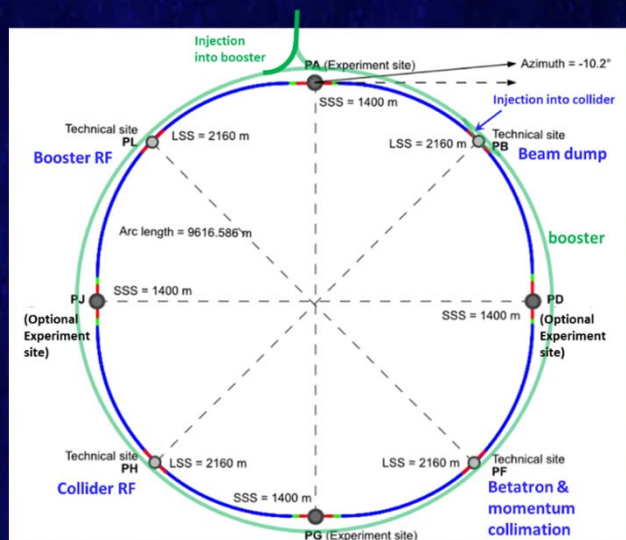 Injection
into booster
PA (Experiment site)
Azimuth = -10.2°
SSS = 1400 m
Injection into collider
Technical site
PL
LSS = 2160 m
Booster RF
LSS = 2160 m
Technical site
PB
Beam dump
Arc length = 9616.586 m
booster
PJ
SSS = 1400 m
(Optional
Experiment
site)
SSS = 1400 m
PD
(Optional
Experiment
site)
Technical site
PH
LSS = 2160 m
Collider RF
LSS = 2160 m
Technical site
PF
Betatron &
momentum
collimation
SSS = 1400 m
PG (Experiment site)